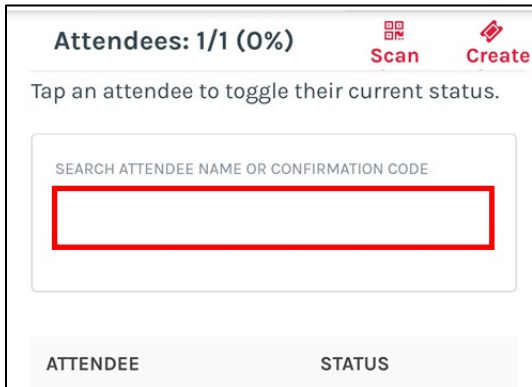 Attendees: 1/1 (0%)
Scan
Create
Tap an attendee to toggle their current status.
SEARCH ATTENDEE NAME OR CONFIRMATION CODE
ATTENDEE STATUS